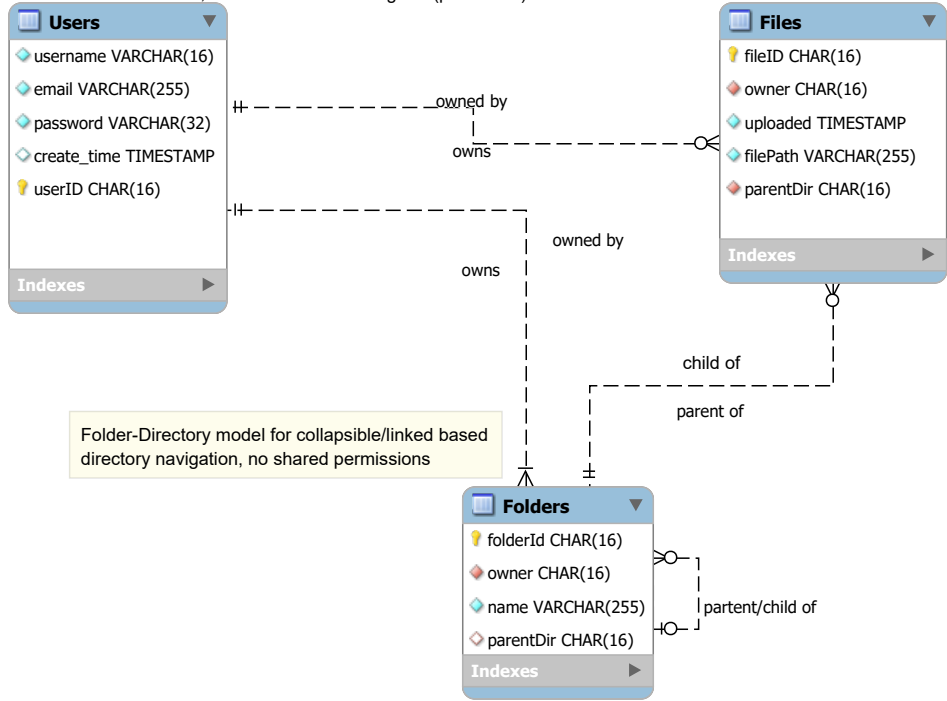 Users
username VARCHAR(16)
email VARCHAR(255)
password VARCHAR(32)
create_time TIMESTAMP
userID CHAR(16)
Indexes
owned by
owns
Files
fileID CHAR(16)
owner CHAR(16)
uploaded TIMESTAMP
filePath VARCHAR(255)
parentDir CHAR(16)
Indexes
owned by
owns
child of
parent of
Folder-Directory model for collapsible/linked based
directory navigation, no shared permissions
Folders
folderId CHAR(16)
owner CHAR(16)
name VARCHAR(255)
parentDir CHAR(16)
Indexes
partent/child of